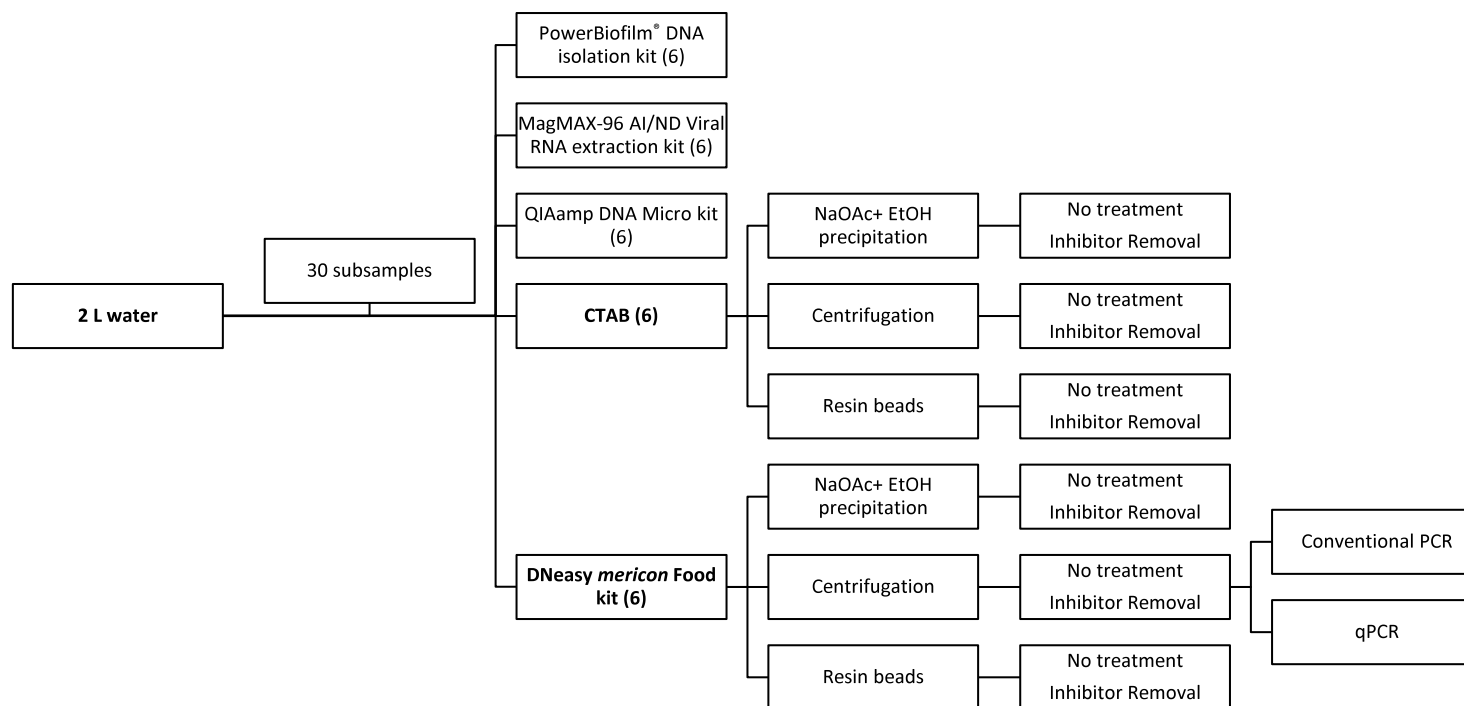 PowerBiofilm® DNA
isolation kit (6)
MagMAX-96 AI/ND Viral
RNA extraction kit (6)
QIAamp DNA Micro kit
(6)
NaOAc+ EtOH
precipitation
No treatment
Inhibitor Removal
30 subsamples
2 L water
CTAB (6)
Centrifugation
No treatment
Inhibitor Removal
Resin beads
No treatment
Inhibitor Removal
NaOAc+ EtOH
precipitation
No treatment
Inhibitor Removal
Conventional PCR
DNeasy mericon Food
kit (6)
Centrifugation
No treatment
Inhibitor Removal
qPCR
Resin beads
No treatment
Inhibitor Removal